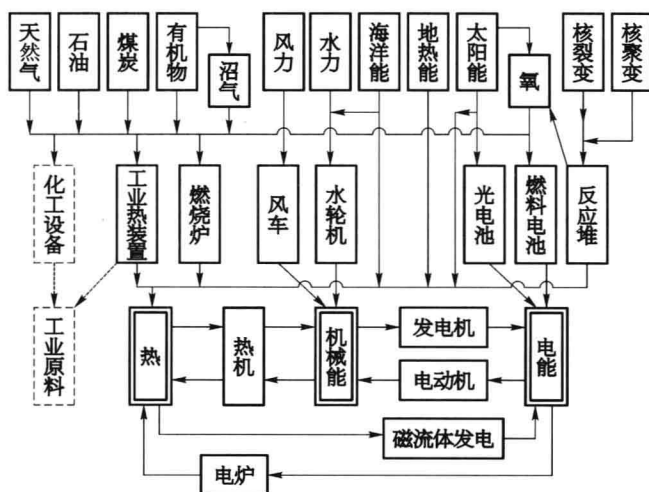 天然气
石油
煤炭
有机物
沼气
风力
水力
海洋能
地热能
太阳能
氧
核裂变
核聚变
化工设备
工业热装置
燃烧炉
风车
水轮机
光电池
燃料电池
反应堆
工业原料
热
热机
机械能
发电机
电动机
电能
磁流体发电
电炉